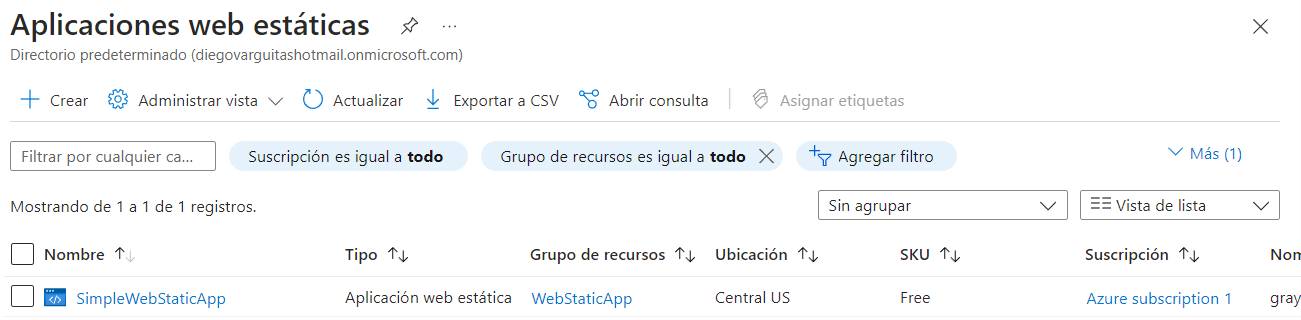 Aplicaciones web estáticas
Directorio predeterminado (diegovarguitashotmail.onmicrosoft.com)
Crear Administrar vista Actualizar Exportar a CSV Abrir consulta Asignar etiquetas
Filtrar por cualquier ca... Suscripción es igual a todo Grupo de recursos es igual a todo Agregar filtro Más (1)
Mostrando de 1 a 1 de 1 registros. Sin agrupar Vista de lista
Nombre Tipo Grupo de recursos Ubicación SKU Suscripción Nom
SimpleWebStaticApp Aplicación web estática WebStaticApp Central US Free Azure subscription 1 gray